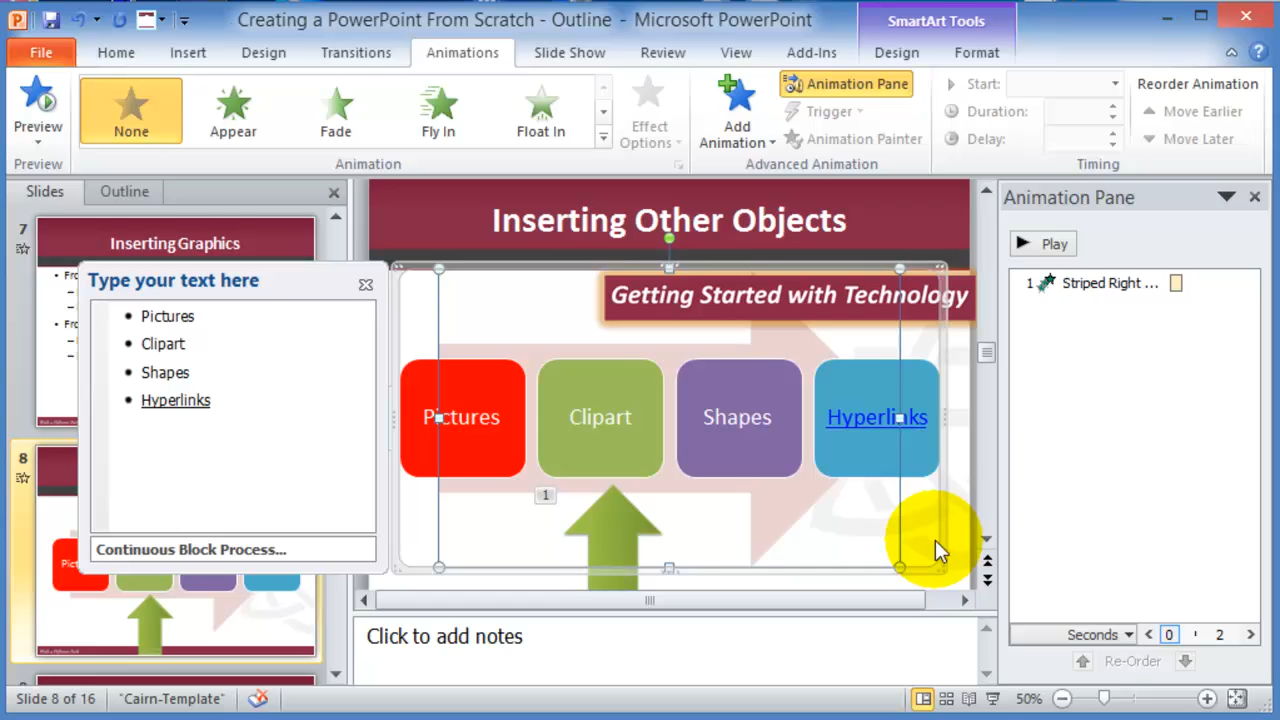 Creating a PowerPoint From Scratch - Outline - Microsoft PowerPoint
SmartArt Tools
File Home Insert Design Transitions Animations Slide Show Review View Add-Ins Design Format
Preview
None
Appear
Fade
Fly In
Float In
Effect Options
Add Animation
Animation Pane
Trigger
Animation Painter
Start:
Duration:
Delay:
Reorder Animation
Move Earlier
Move Later
Preview
Animation
Advanced Animation
Timing
Slides Outline
7
Inserting Graphics
8
Type your text here
Pictures
Clipart
Shapes
Hyperlinks
Continuous Block Process...
Inserting Other Objects
Getting Started with Technology
Pictures
Clipart
Shapes
Hyperlinks
1
Click to add notes
Animation Pane
Play
1 Striped Right ...
Seconds 0 2
Re-Order
Slide 8 of 16
"Cairn-Template"
50%